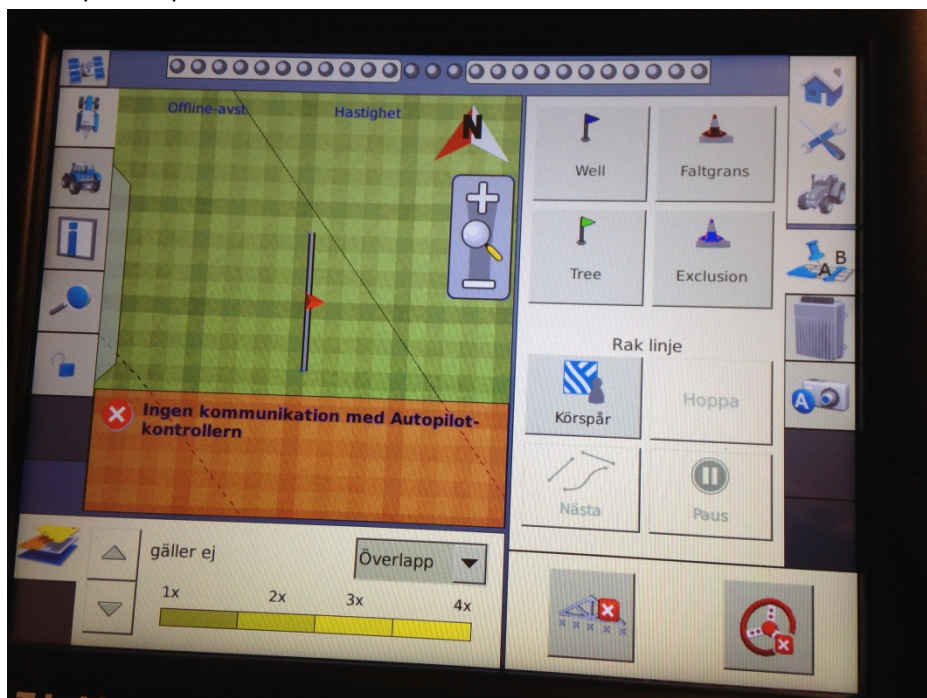 Offline-avst
Hastighet
N
Well
Faltgrans
Tree
Exclusion
A B
Rak linje
Körspår
Hoppa
A
Ingen kommunikation med Autopilot-
kontrollern
Nästa
Paus
gäller ej
Överlapp
1x 2x 3x 4x